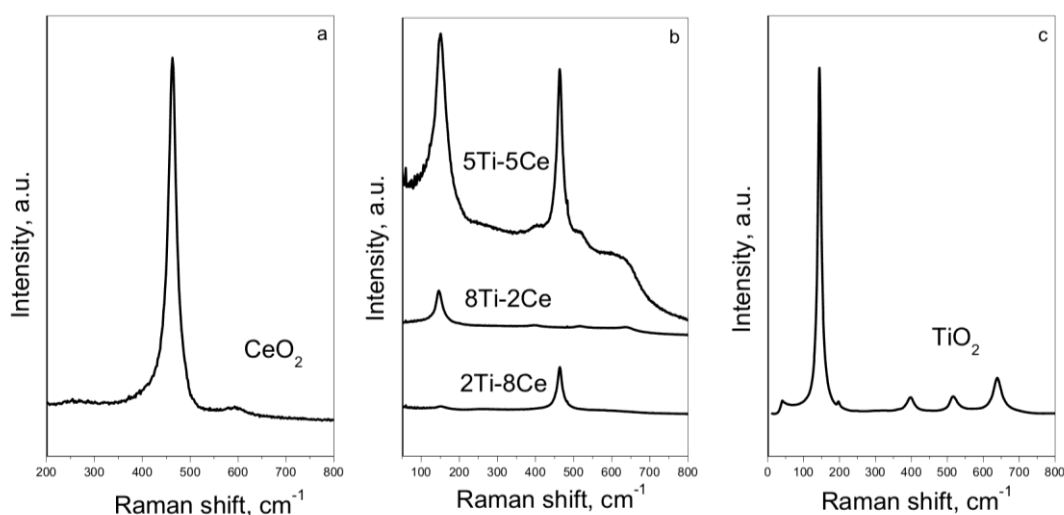 a
Intensity, a.u.
CeO₂
200 300 400 500 600 700 800
Raman shift, cm⁻¹
b
Intensity, a.u.
5Ti-5Ce
8Ti-2Ce
2Ti-8Ce
100 200 300 400 500 600 700 800
Raman shift, cm⁻¹
c
Intensity, a.u.
TiO₂
0 100 200 300 400 500 600 700 800
Raman shift, cm⁻¹